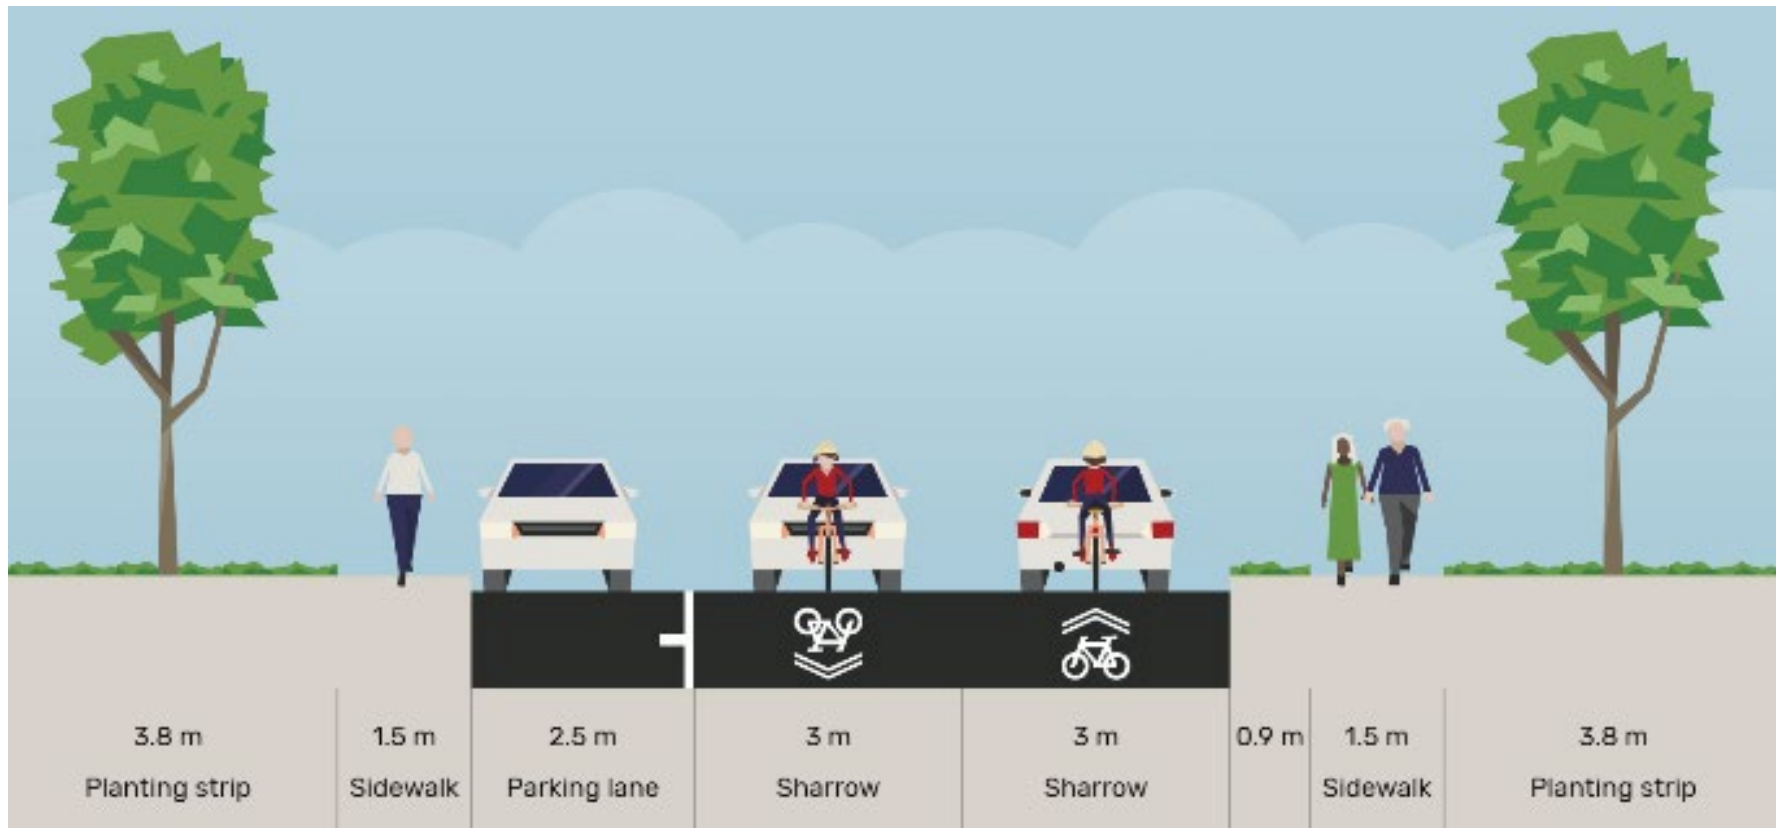 3.8 m
Planting strip
1.5 m
Sidewalk
2.5 m
Parking lane
3 m
Sharrow
3 m
Sharrow
0.9 m
1.5 m
Sidewalk
3.8 m
Planting strip